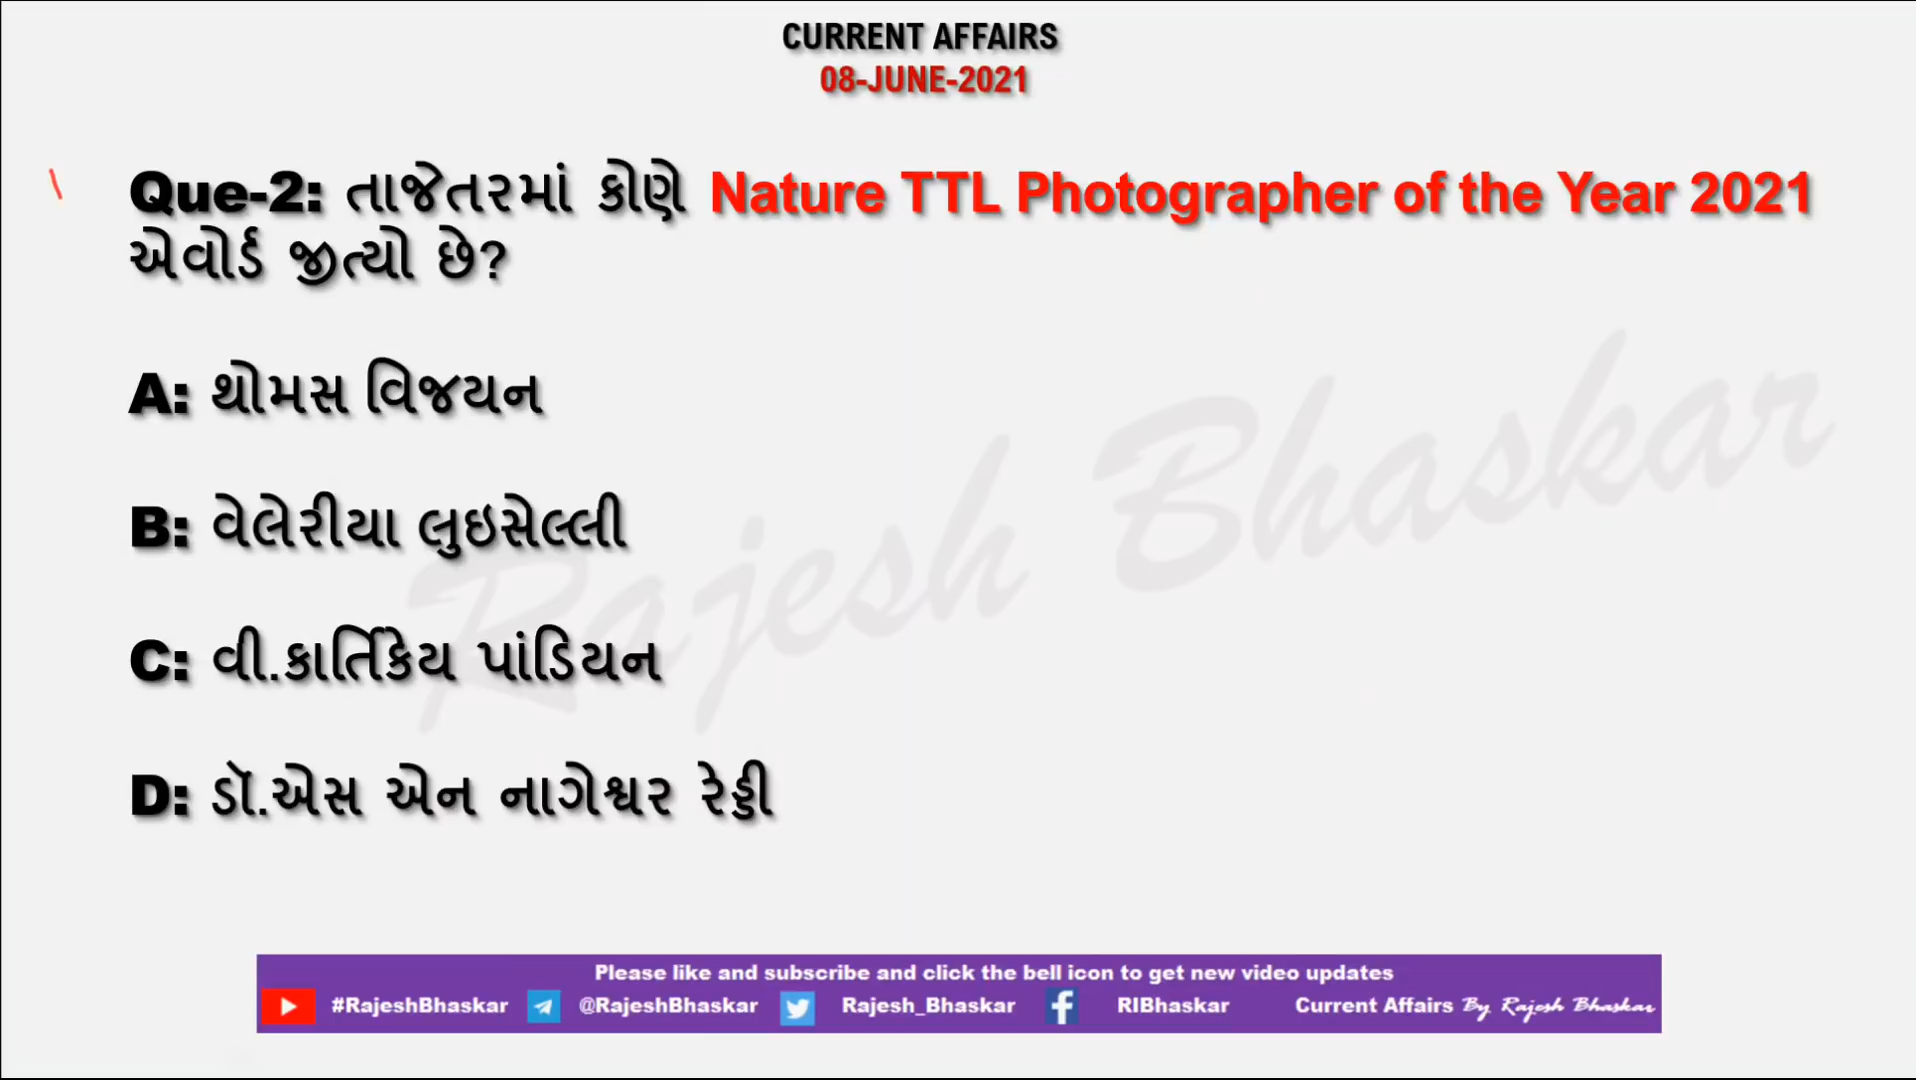 CURRENT AFFAIRS
08-JUNE-2021
Que-2: તાજેતરમાં કોણે Nature TTL Photographer of the Year 2021
એવોર્ડ જીત્યો છે?
A: થોમસ વિજયન
B: વેલેરીયા લુઇસેલ્લી
C: વી.કાર્તિકેય પાંડિયન
D: ડૉ.એસ એન નાગેશ્વર રેડ્ડી
Rajesh Bhaskar
Please like and subscribe and click the bell icon to get new video updates
#RajeshBhaskar @RajeshBhaskar Rajesh_Bhaskar RIBhaskar Current Affairs By Rajesh Bhaskar